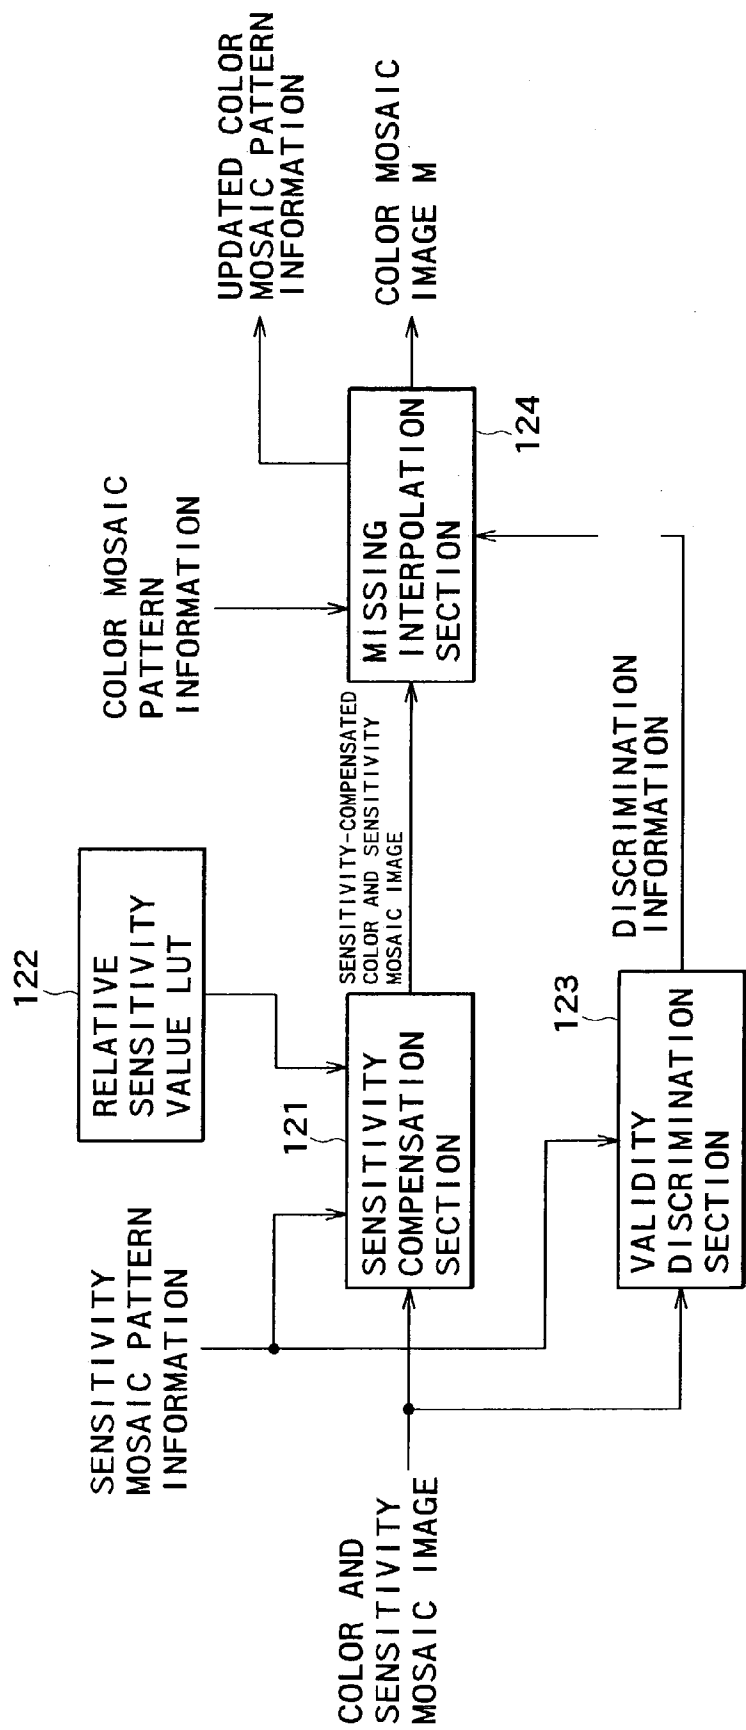 SENSITIVITY
MOSAIC PATTERN
INFORMATION
122
RELATIVE
SENSITIVITY
VALUE LUT
COLOR MOSAIC
PATTERN
INFORMATION
UPDATED COLOR
MOSAIC PATTERN
INFORMATION
COLOR AND
SENSITIVITY
MOSAIC IMAGE
121
SENSITIVITY
COMPENSATION
SECTION
SENSITIVITY-COMPENSATED
COLOR AND SENSITIVITY
MOSAIC IMAGE
MISSING
INTERPOLATION
SECTION
124
COLOR MOSAIC
IMAGE M
123
VALIDITY
DISCRIMINATION
SECTION
DISCRIMINATION
INFORMATION